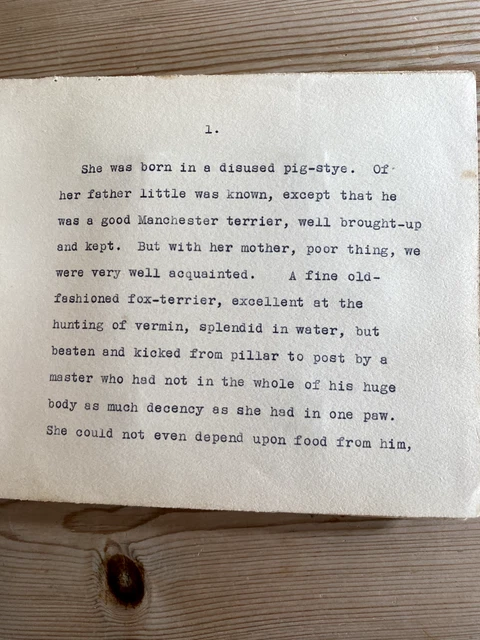 1.
She was born in a disused pig-stye. Of
her father little was known, except that he
was a good Manchester terrier, well brought-up
and kept. But with her mother, poor thing, we
were very well acquainted. A fine old-
fashioned fox-terrier, excellent at the
hunting of vermin, splendid in water, but
beaten and kicked from pillar to post by a
master who had not in the whole of his huge
body as much decency as she had in one paw.
She could not even depend upon food from him,